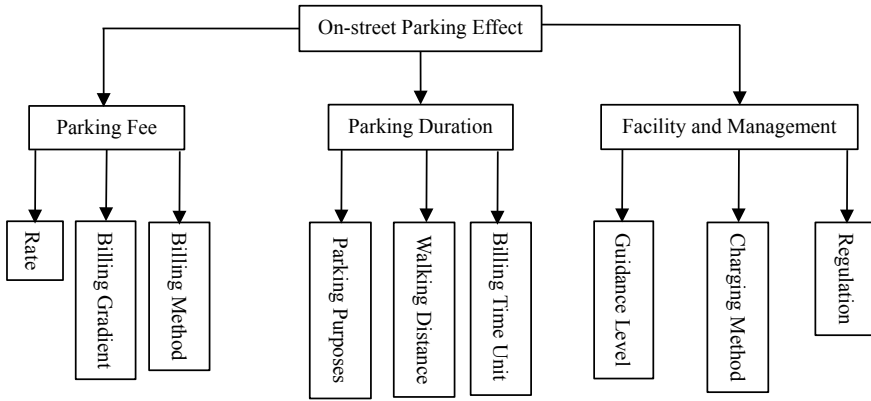 On-street Parking Effect
Parking Fee
Parking Duration
Facility and Management
Rate
Billing Gradient
Billing Method
Parking Purposes
Walking Distance
Billing Time Unit
Guidance Level
Charging Method
Regulation